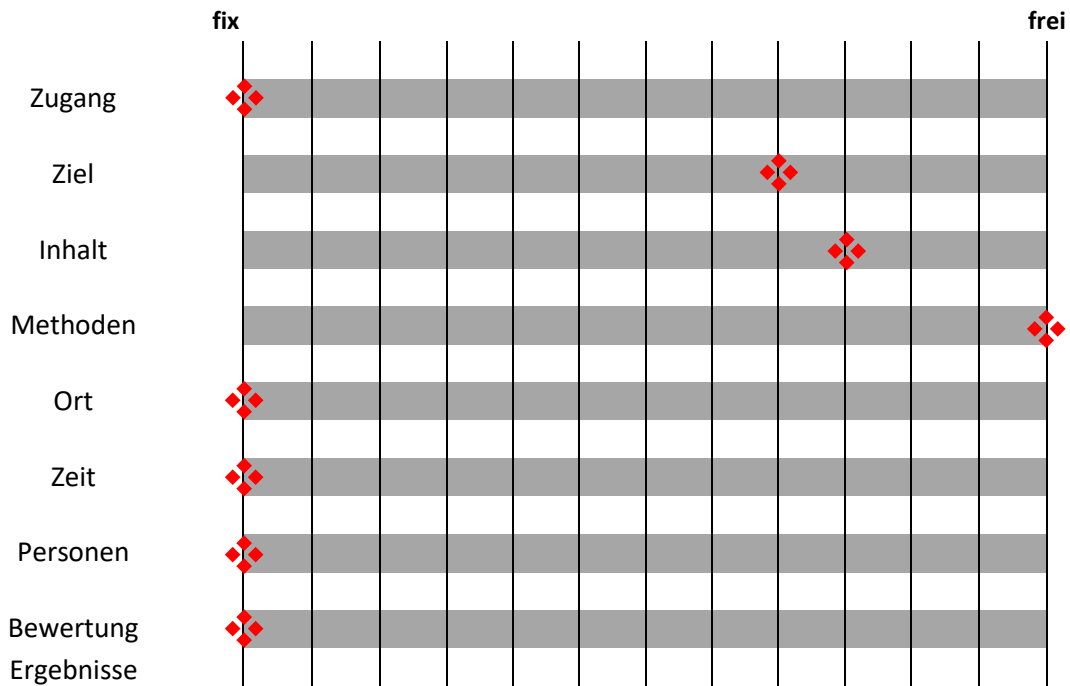 fix frei
Zugang
Ziel
Inhalt
Methoden
Ort
Zeit
Personen
Bewertung
Ergebnisse